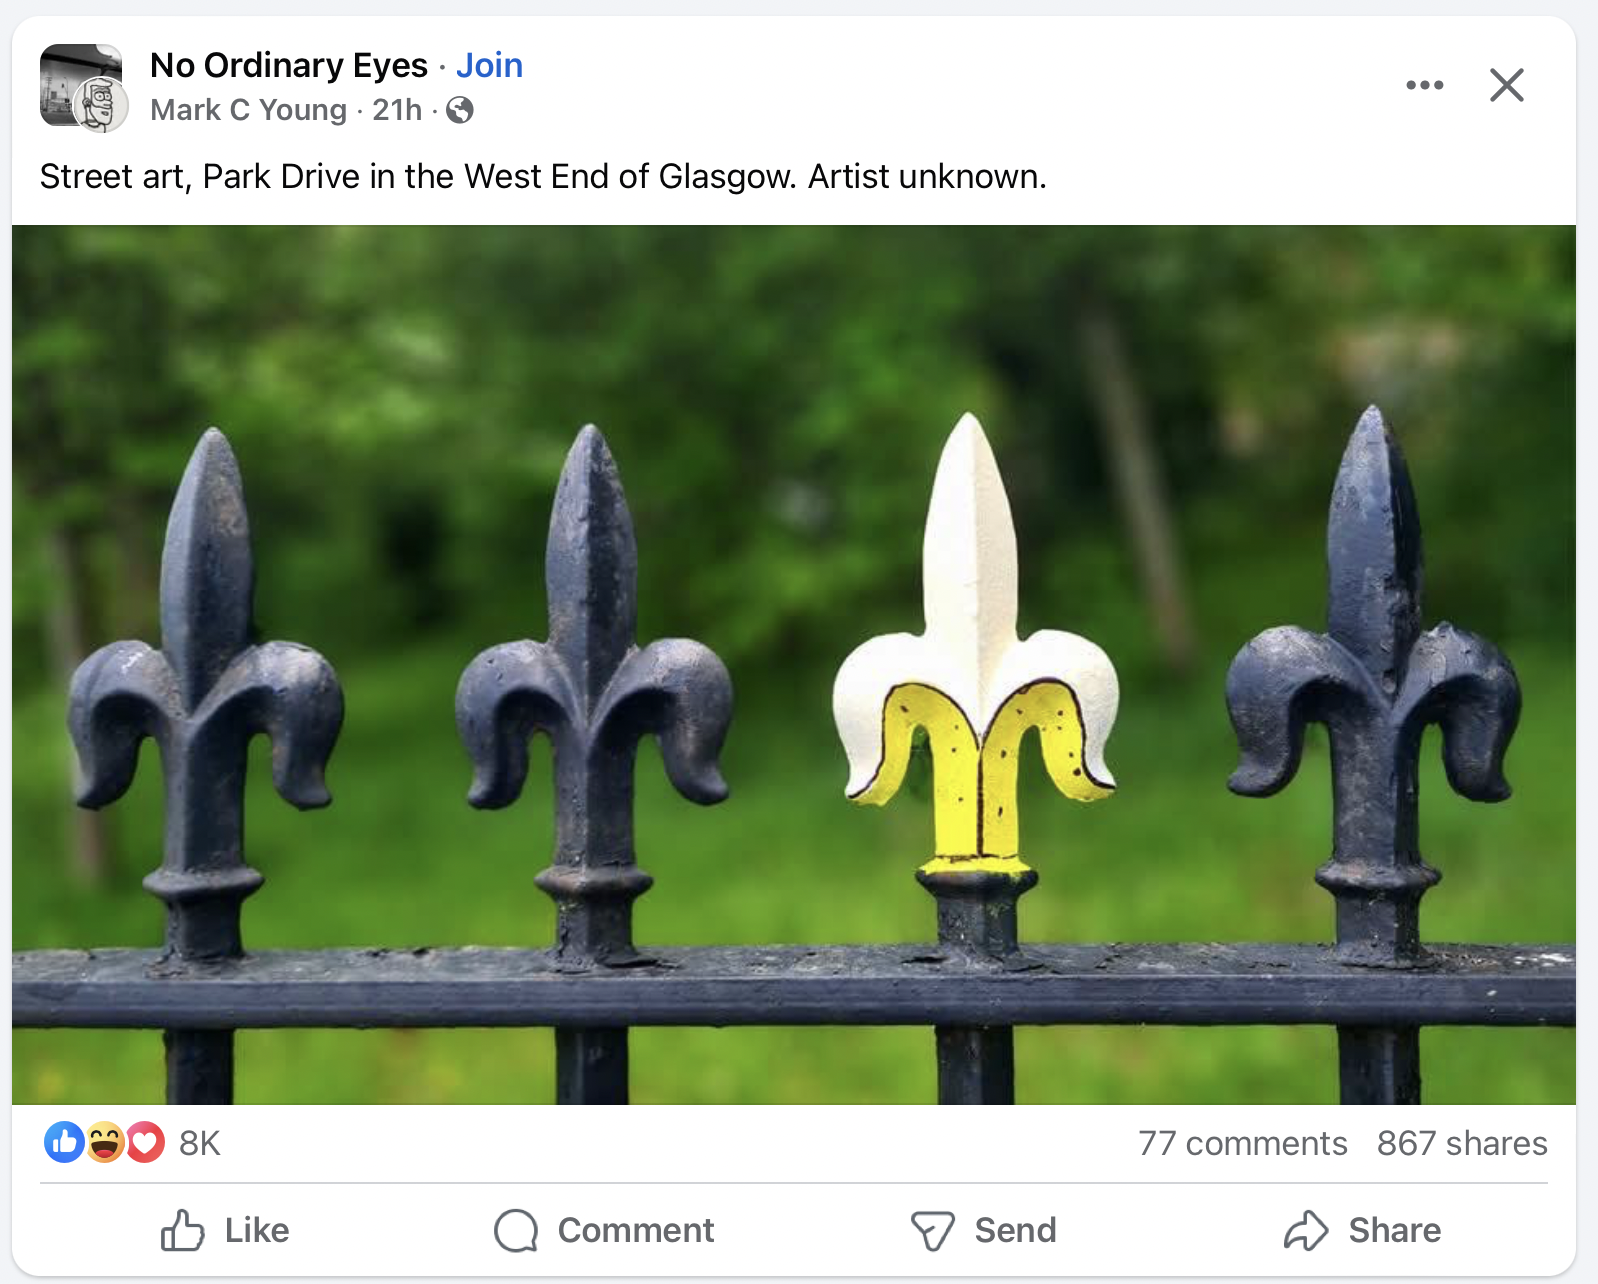 No Ordinary Eyes · Join
Mark C Young · 21h ·
Street art, Park Drive in the West End of Glasgow. Artist unknown.
8K
77 comments 867 shares
Like Comment Send Share